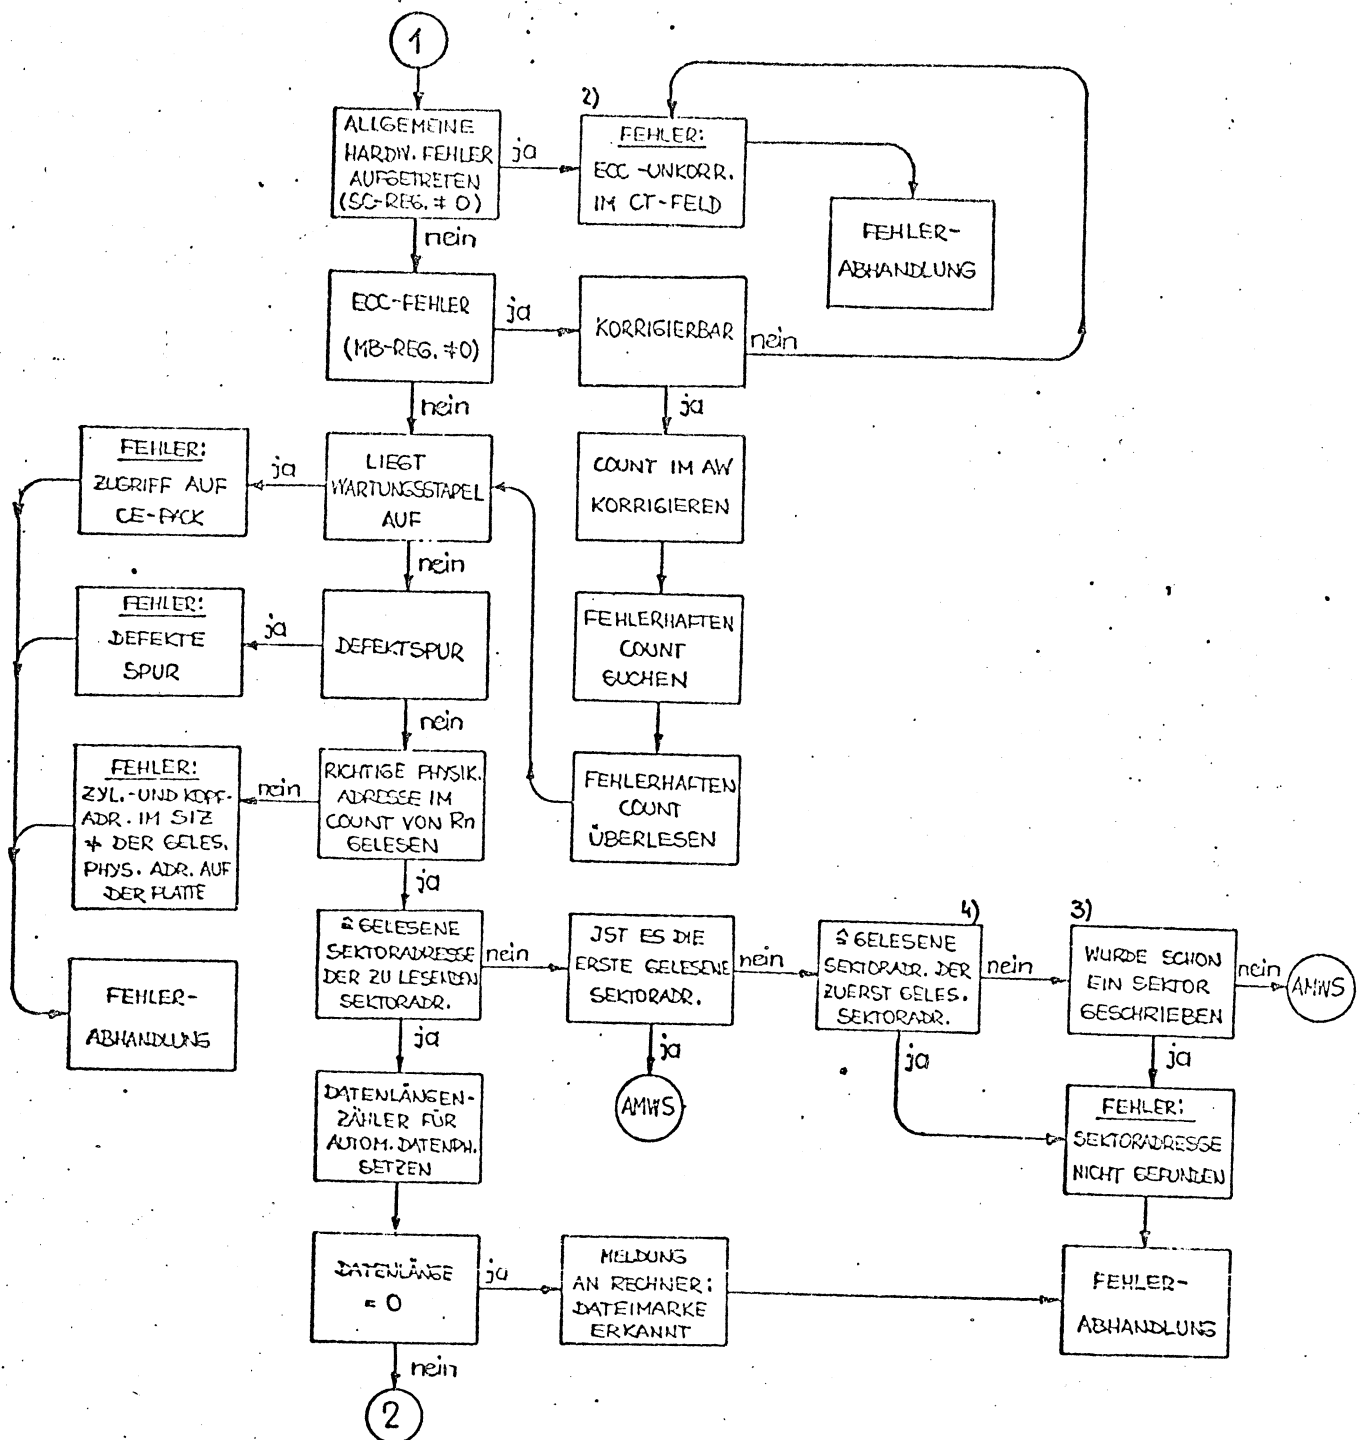 1
ALLGEMEINE
HARDW. FEHLER
AUFGETRETEN
(SC-REG. ≠ 0)
ja
2)
FEHLER:
ECC-UNKORR.
IM CT-FELD
FEHLER-
ABHANDLUNG
nein
ECC-FEHLER
(MB-REG. ≠0)
ja
KORRIGIERBAR
nein
nein
ja
FEHLER:
ZUGRIFF AUF
CE-PACK
ja
LIEGT
WARTUNGSSTAPEL
AUF
COUNT IM AW
KORRIGIEREN
nein
FEHLER:
DEFEKTE
SPUR
ja
DEFEKTSPUR
FEHLERHAFTEN
COUNT
SUCHEN
nein
FEHLER:
ZYL.-UND KOPF-
ADR. IM SIZ
≠ DER GELES.
PHYS. ADR. AUF
DER PLATTE
nein
RICHTIGE PHYSIK.
ADRESSE IM
COUNT VON Rn
GELESEN
FEHLERHAFTEN
COUNT
ÜBERLESEN
ja
FEHLER-
ABHANDLUNG
≙ GELESENE
SEKTORADRESSE
DER ZU LESENDEN
SEKTORADR.
nein
IST ES DIE
ERSTE GELESENE
SEKTORADR.
nein
4)
≙ GELESENE
SEKTORADR. DER
ZUERST GELES.
SEKTORADR.
nein
3)
WURDE SCHON
EIN SEKTOR
GESCHRIEBEN
nein
AMWS
ja
ja
AMWS
ja
ja
DATENLÄNGEN-
ZÄHLER FÜR
AUTOM. DATENPH.
SETZEN
FEHLER:
SEKTORADRESSE
NICHT GEFUNDEN
DATENLÄNGE
= 0
ja
MELDUNG
AN RECHNER:
DATEIMARKE
ERKANNT
FEHLER-
ABHANDLUNG
nein
2